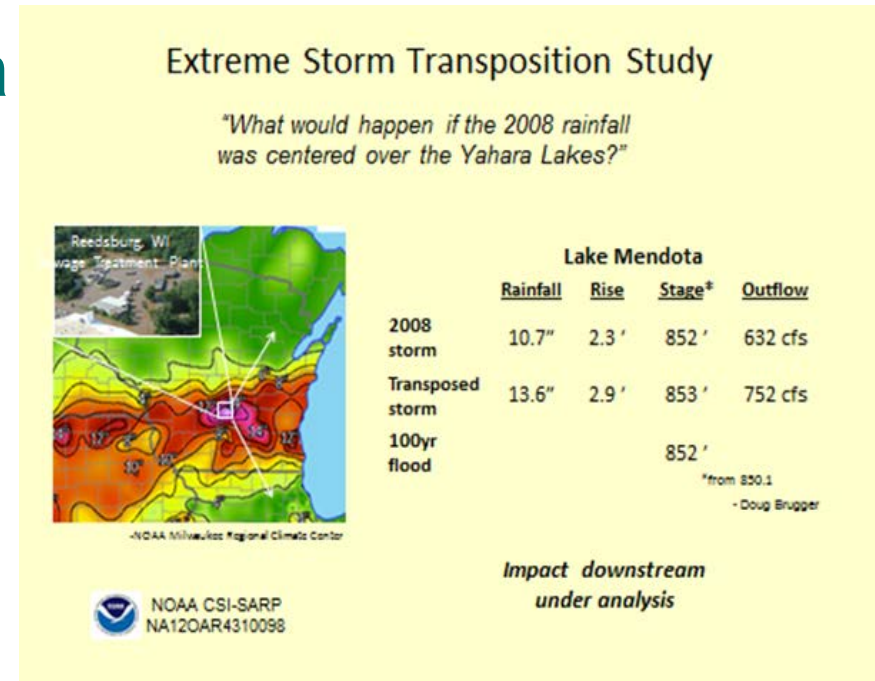 Extreme Storm Transposition Study
"What would happen if the 2008 rainfall
was centered over the Yahara Lakes?"
Reedsburg, WI
wage Treatment Plant
Lake Mendota
Rainfall Rise Stage* Outflow
2008
storm 10.7" 2.3 ' 852 ' 632 cfs
Transposed
storm 13.6" 2.9 ' 853 ' 752 cfs
100yr
flood 852 '
*from 850.1
- Doug Brugger
-NOAA Milwaukee Regional Climate Center
Impact downstream
under analysis
NOAA CSI-SARP
NA12OAR4310098